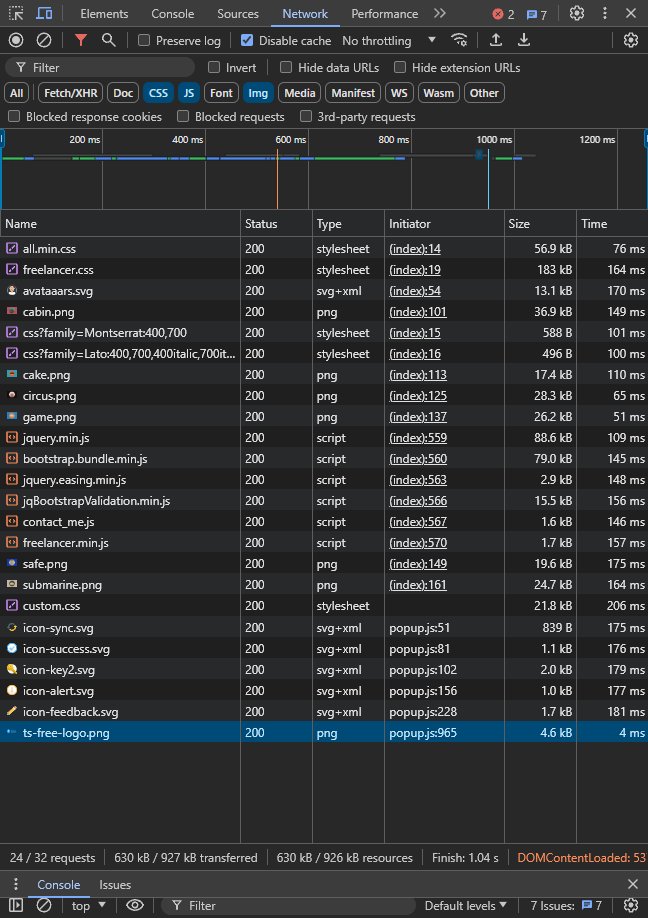 Elements Console Sources Network Performance 2 7
Preserve log Disable cache No throttling
Filter Invert Hide data URLs Hide extension URLs
All Fetch/XHR Doc CSS JS Font Img Media Manifest WS Wasm Other
Blocked response cookies Blocked requests 3rd-party requests
200 ms 400 ms 600 ms 800 ms 1000 ms 1200 ms
Name Status Type Initiator Size Time
all.min.css 200 stylesheet (index):14 56.9 kB 76 ms
freelancer.css 200 stylesheet (index):19 183 kB 164 ms
avataaars.svg 200 svg+xml (index):54 13.1 kB 170 ms
cabin.png 200 png (index):101 36.9 kB 149 ms
css?family=Montserrat:400,700 200 stylesheet (index):15 588 B 101 ms
css?family=Lato:400,700,400italic,700it... 200 stylesheet (index):16 496 B 100 ms
cake.png 200 png (index):113 17.4 kB 110 ms
circus.png 200 png (index):125 28.3 kB 65 ms
game.png 200 png (index):137 26.2 kB 51 ms
jquery.min.js 200 script (index):559 88.6 kB 109 ms
bootstrap.bundle.min.js 200 script (index):560 79.0 kB 145 ms
jquery.easing.min.js 200 script (index):563 2.9 kB 148 ms
jqBootstrapValidation.min.js 200 script (index):566 15.5 kB 156 ms
contact_me.js 200 script (index):567 1.6 kB 146 ms
freelancer.min.js 200 script (index):570 1.7 kB 157 ms
safe.png 200 png (index):149 19.6 kB 175 ms
submarine.png 200 png (index):161 24.7 kB 164 ms
custom.css 200 stylesheet 21.8 kB 206 ms
icon-sync.svg 200 svg+xml popup.js:51 839 B 175 ms
icon-success.svg 200 svg+xml popup.js:81 1.1 kB 176 ms
icon-key2.svg 200 svg+xml popup.js:102 2.0 kB 179 ms
icon-alert.svg 200 svg+xml popup.js:156 1.0 kB 177 ms
icon-feedback.svg 200 svg+xml popup.js:228 1.7 kB 181 ms
ts-free-logo.png 200 png popup.js:965 4.6 kB 4 ms
24 / 32 requests 630 kB / 927 kB transferred 630 kB / 926 kB resources Finish: 1.04 s DOMContentLoaded: 53
Console Issues
top Filter Default levels 7 Issues: 7